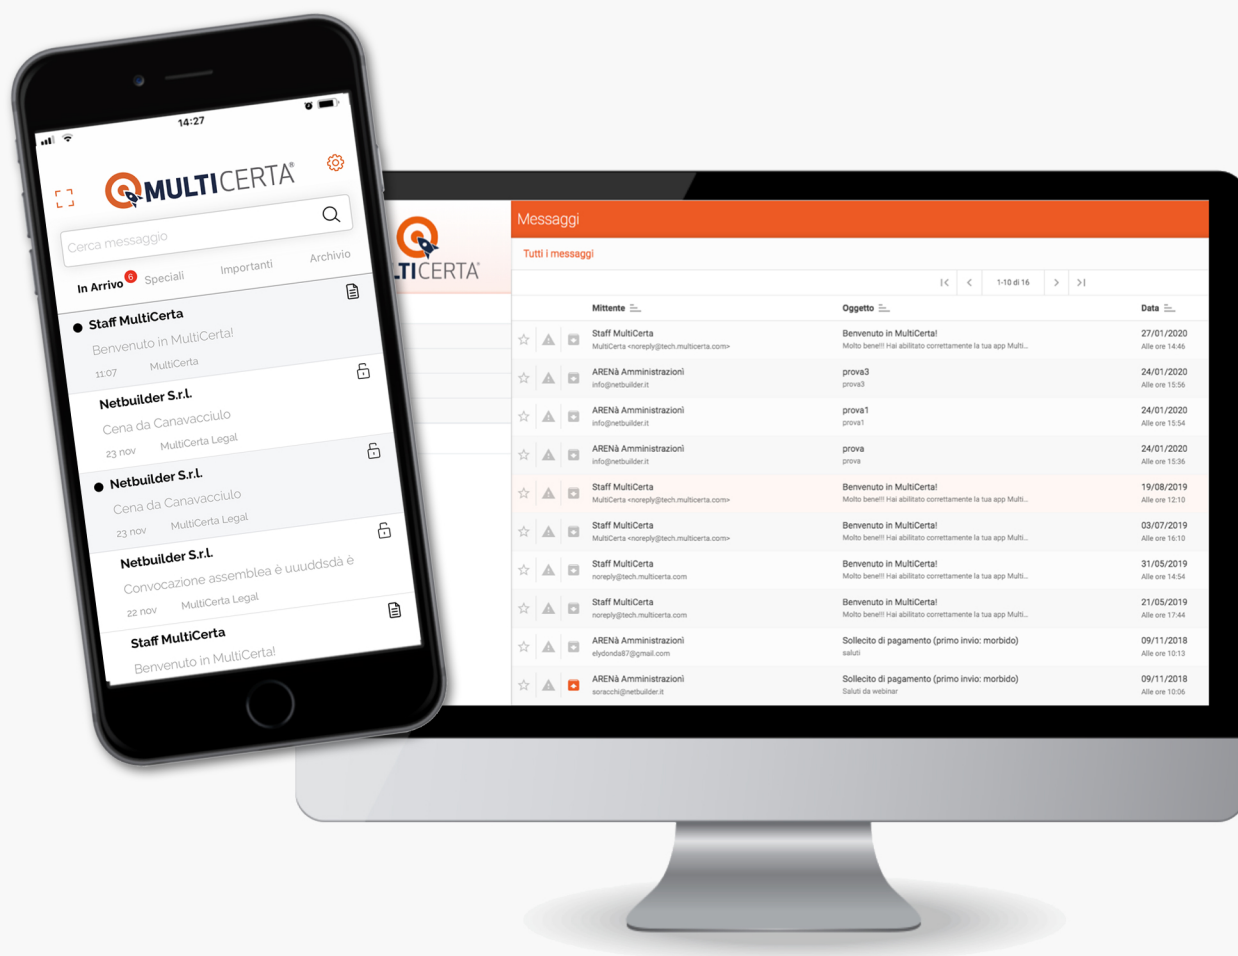 14:27
MULTICERTA®
Cerca messaggio
In Arrivo 6 Speciali Importanti Archivio
Staff MultiCerta
Benvenuto in MultiCerta!
11:07 MultiCerta
Netbuilder S.r.l.
Cena da Canavacciulo
23 nov MultiCerta Legal
Netbuilder S.r.l.
Cena da Canavacciulo
23 nov MultiCerta Legal
Netbuilder S.r.l.
Convocazione assemblea è uuuddsdà è
22 nov MultiCerta Legal
Staff MultiCerta
Benvenuto in MultiCerta!
LTICERTA®
Messaggi
Tutti i messaggi
1-10 di 16
Mittente Oggetto Data
Staff MultiCerta Benvenuto in MultiCerta! 27/01/2020
MultiCerta <noreply@tech.multicerta.com> Molto bene!!! Hai abilitato correttamente la tua app Multi... Alle ore 14:46
ARENà Amministrazioni prova3 24/01/2020
info@netbuilder.it prova3 Alle ore 15:56
ARENà Amministrazioni prova1 24/01/2020
info@netbuilder.it prova1 Alle ore 15:54
ARENà Amministrazioni prova 24/01/2020
info@netbuilder.it prova Alle ore 15:36
Staff MultiCerta Benvenuto in MultiCerta! 19/08/2019
MultiCerta <noreply@tech.multicerta.com> Molto bene!!! Hai abilitato correttamente la tua app Multi... Alle ore 12:10
Staff MultiCerta Benvenuto in MultiCerta! 03/07/2019
MultiCerta <noreply@tech.multicerta.com> Molto bene!!! Hai abilitato correttamente la tua app Multi... Alle ore 16:10
Staff MultiCerta Benvenuto in MultiCerta! 31/05/2019
noreply@tech.multicerta.com Molto bene!!! Hai abilitato correttamente la tua app Multi... Alle ore 14:54
Staff MultiCerta Benvenuto in MultiCerta! 21/05/2019
noreply@tech.multicerta.com Molto bene!!! Hai abilitato correttamente la tua app Multi... Alle ore 17:44
ARENà Amministrazioni Sollecito di pagamento (primo invio: morbido) 09/11/2018
elydonda87@gmail.com saluti Alle ore 10:13
ARENà Amministrazioni Sollecito di pagamento (primo invio: morbido) 09/11/2018
soracchi@netbuilder.it Saluti da webinar Alle ore 10:06